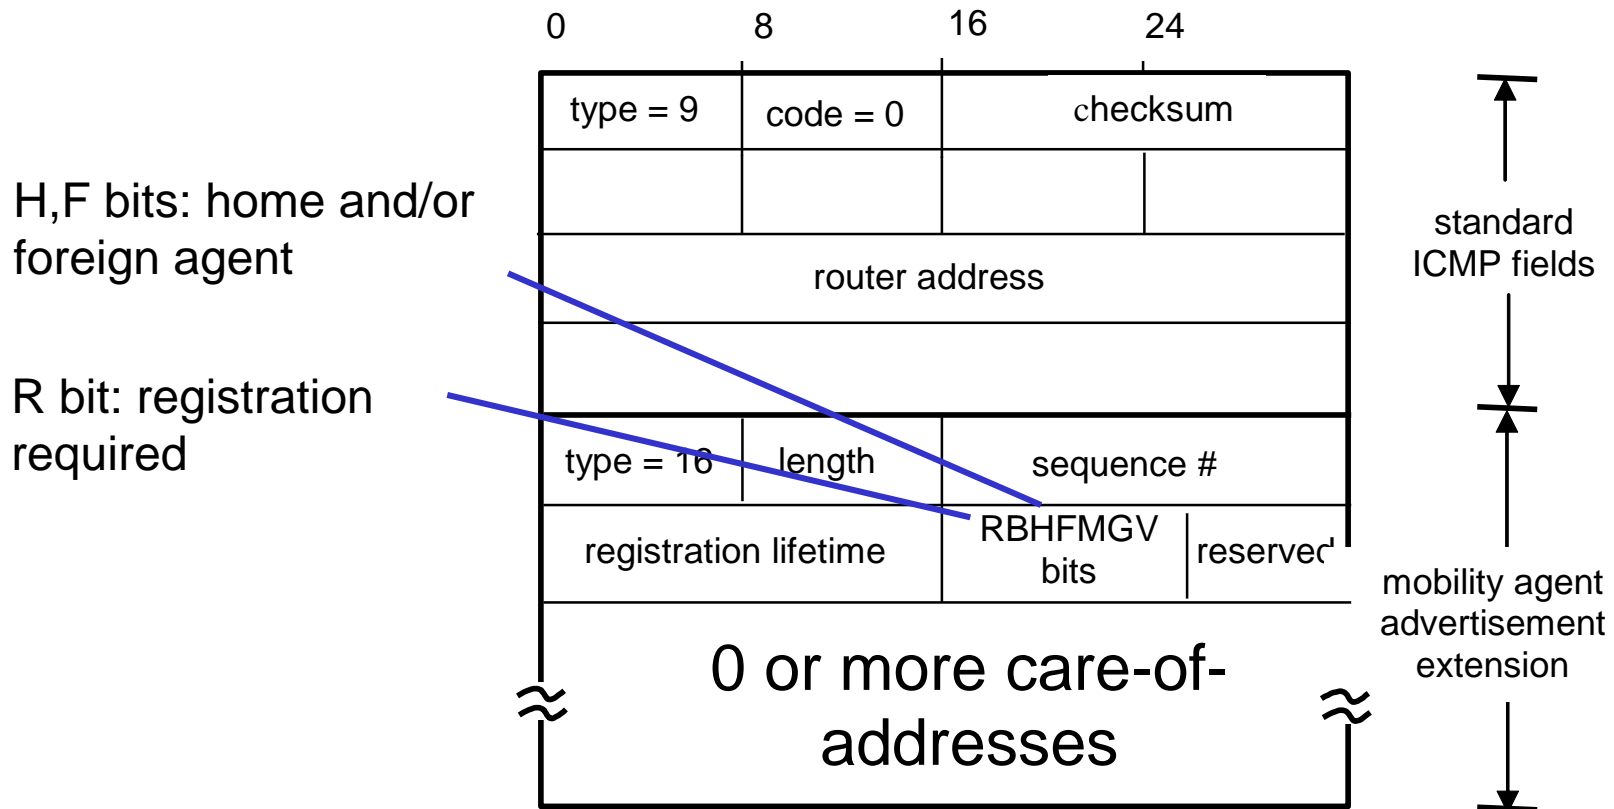 0 8 16 24
type = 9 code = 0 checksum
H,F bits: home and/or
foreign agent
standard
ICMP fields
router address
R bit: registration
required
type = 16 length sequence #
registration lifetime RBHFMGV
bits
reserved
mobility agent
advertisement
extension
0 or more care-of-
addresses